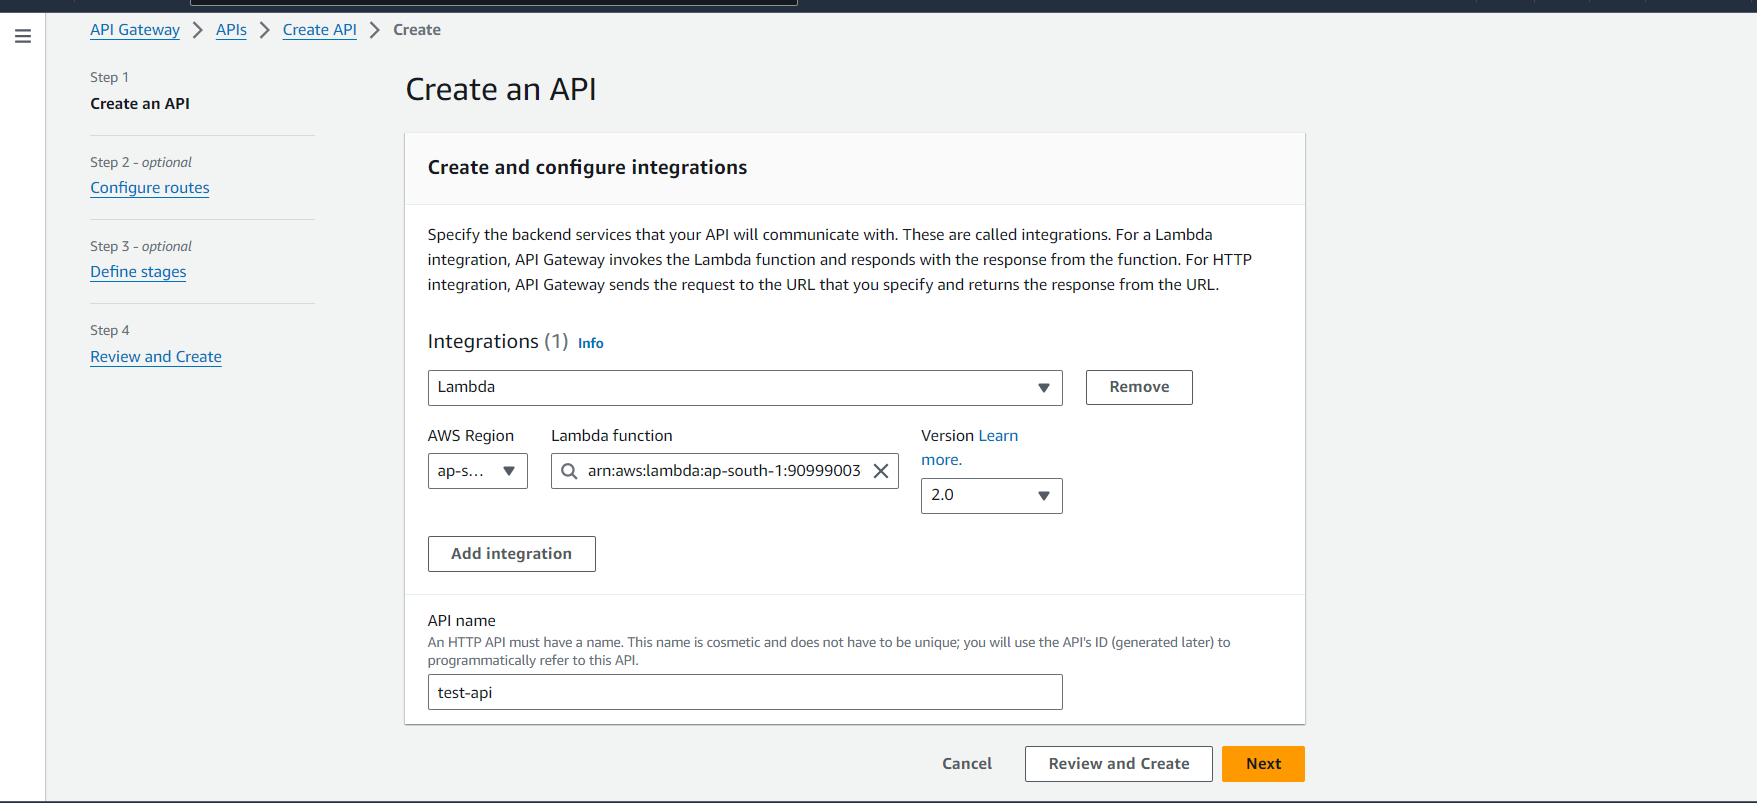 API Gateway > APIs > Create API > Create
Step 1
Create an API
Step 2 - optional
Configure routes
Step 3 - optional
Define stages
Step 4
Review and Create
Create an API
Create and configure integrations
Specify the backend services that your API will communicate with. These are called integrations. For a Lambda
integration, API Gateway invokes the Lambda function and responds with the response from the function. For HTTP
integration, API Gateway sends the request to the URL that you specify and returns the response from the URL.
Integrations (1) Info
Lambda
Remove
AWS Region
ap-s...
Lambda function
arn:aws:lambda:ap-south-1:90999003
Version Learn
more.
2.0
Add integration
API name
An HTTP API must have a name. This name is cosmetic and does not have to be unique; you will use the API's ID (generated later) to
programmatically refer to this API.
test-api
Cancel
Review and Create
Next